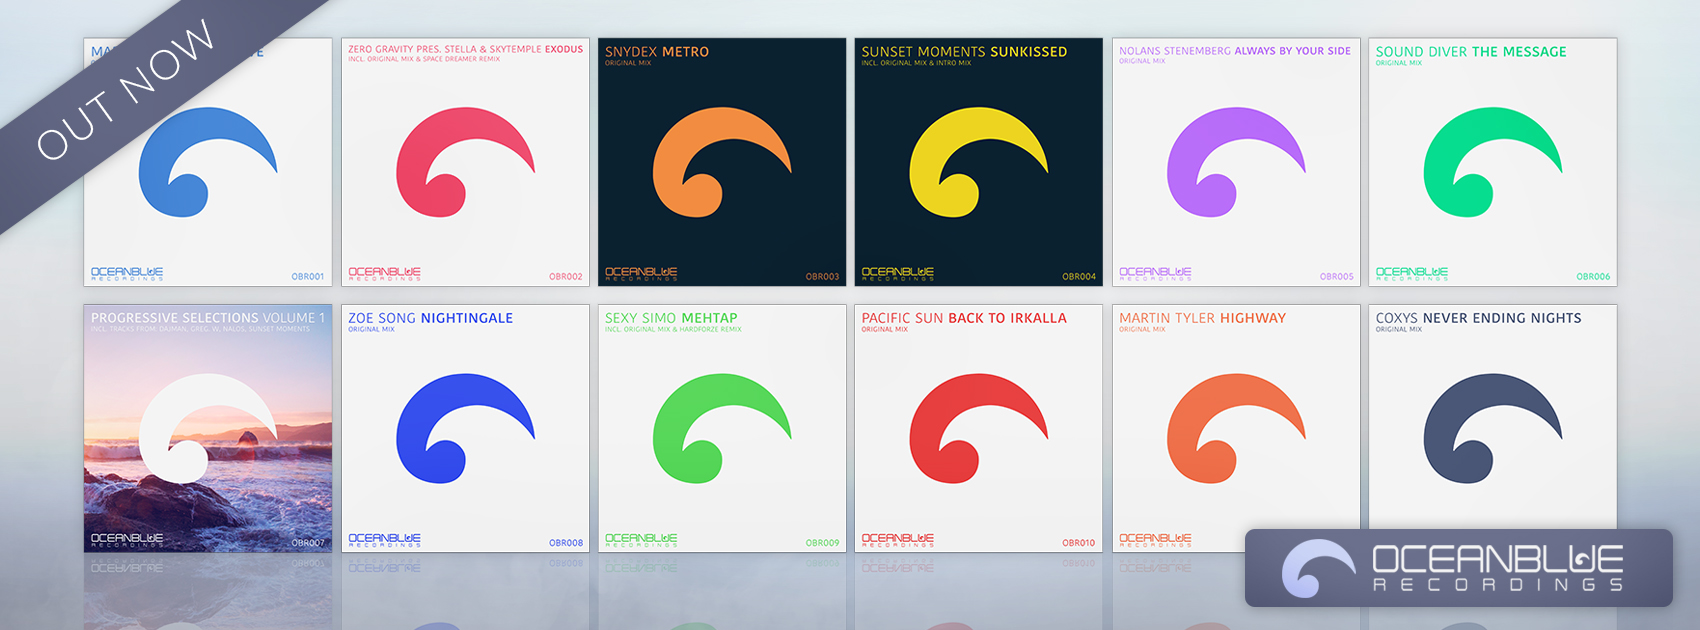 OUT NOW
ZERO GRAVITY PRES. STELLA & SKYTEMPLE EXODUS
INCL. ORIGINAL MIX & SPACE DREAMER REMIX
OCEANBLUE
RECORDINGS
OBR002
SNYDEX METRO
ORIGINAL MIX
OCEANBLUE
RECORDINGS
OBR003
SUNSET MOMENTS SUNKISSED
INCL. ORIGINAL MIX & INTRO MIX
OCEANBLUE
RECORDINGS
OBR004
NOLANS STENEMBERG ALWAYS BY YOUR SIDE
ORIGINAL MIX
OCEANBLUE
RECORDINGS
OBR005
SOUND DIVER THE MESSAGE
ORIGINAL MIX
OCEANBLUE
RECORDINGS
OBR006
OCEANBLUE
RECORDINGS
OBR001
PROGRESSIVE SELECTIONS VOLUME 1
INCL. TRACKS FROM: DAIMAN, GREG. W, NALDS, SUNSET MOMENTS
OCEANBLUE
RECORDINGS
OBR007
ZOE SONG NIGHTINGALE
ORIGINAL MIX
OCEANBLUE
RECORDINGS
OBR008
SEXY SIMO MEHTAP
INCL. ORIGINAL MIX & HARDFORZE REMIX
OCEANBLUE
RECORDINGS
OBR009
PACIFIC SUN BACK TO IRKALLA
ORIGINAL MIX
OCEANBLUE
RECORDINGS
OBR010
MARTIN TYLER HIGHWAY
ORIGINAL MIX
OCEANBLUE
RECORDINGS
COXYS NEVER ENDING NIGHTS
ORIGINAL MIX
OCEANBLUE
RECORDINGS